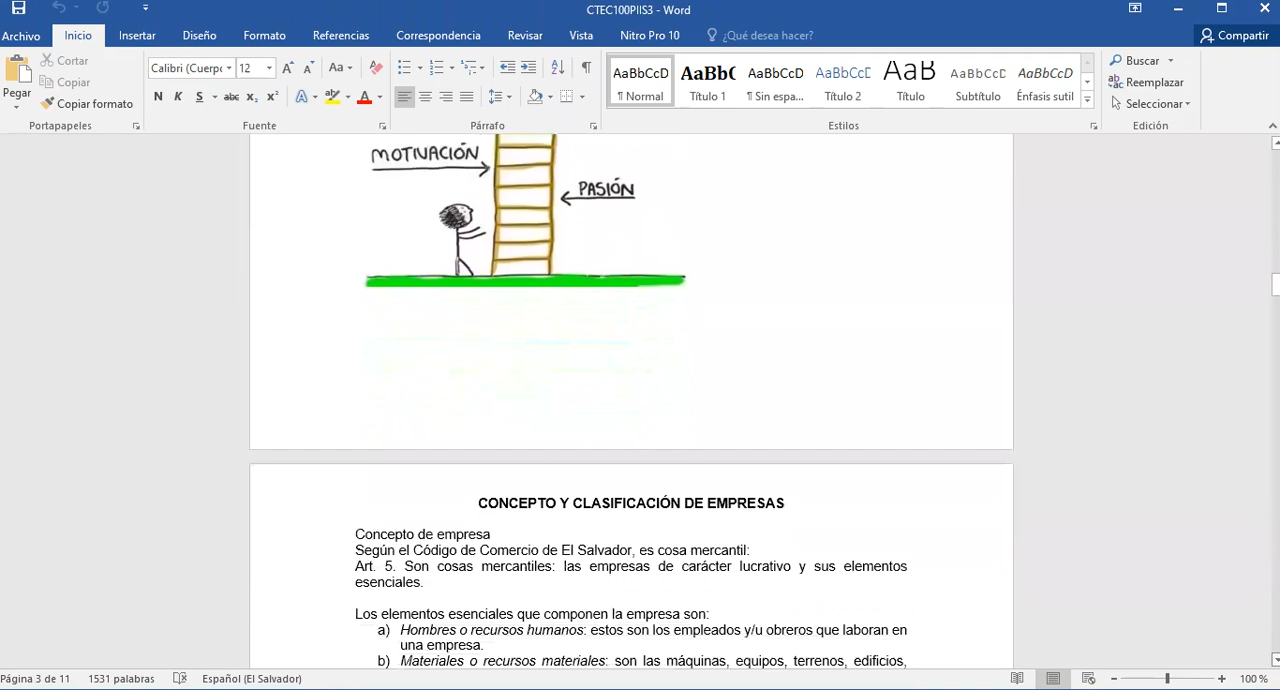 CTEC100PIIS3 - Word
Archivo Inicio Insertar Diseño Formato Referencias Correspondencia Revisar Vista Nitro Pro 10 ¿Qué desea hacer? Compartir
Pegar
Cortar
Copiar
Copiar formato
Portapapeles
Calibri (Cuerpo 12
N K S abc x₂ x²
Aa
A ab A
Fuente
Párrafo
AaBbCcD
¶ Normal
AaBbC
Título 1
AaBbCcD
¶ Sin espa...
AaBbCcC
Título 2
AaB
Título
AaBbCcD
Subtítulo
AaBbCcD
Énfasis sutil
Estilos
Buscar
Reemplazar
Seleccionar
Edición
MOTIVACIÓN
PASIÓN
CONCEPTO Y CLASIFICACIÓN DE EMPRESAS
Concepto de empresa
Según el Código de Comercio de El Salvador, es cosa mercantil:
Art. 5. Son cosas mercantiles: las empresas de carácter lucrativo y sus elementos
esenciales.
Los elementos esenciales que componen la empresa son:
a) Hombres o recursos humanos: estos son los empleados y/u obreros que laboran en
una empresa.
b) Materiales o recursos materiales: son las máquinas, equipos, terrenos, edificios,
Página 3 de 11 1531 palabras Español (El Salvador) 100 %